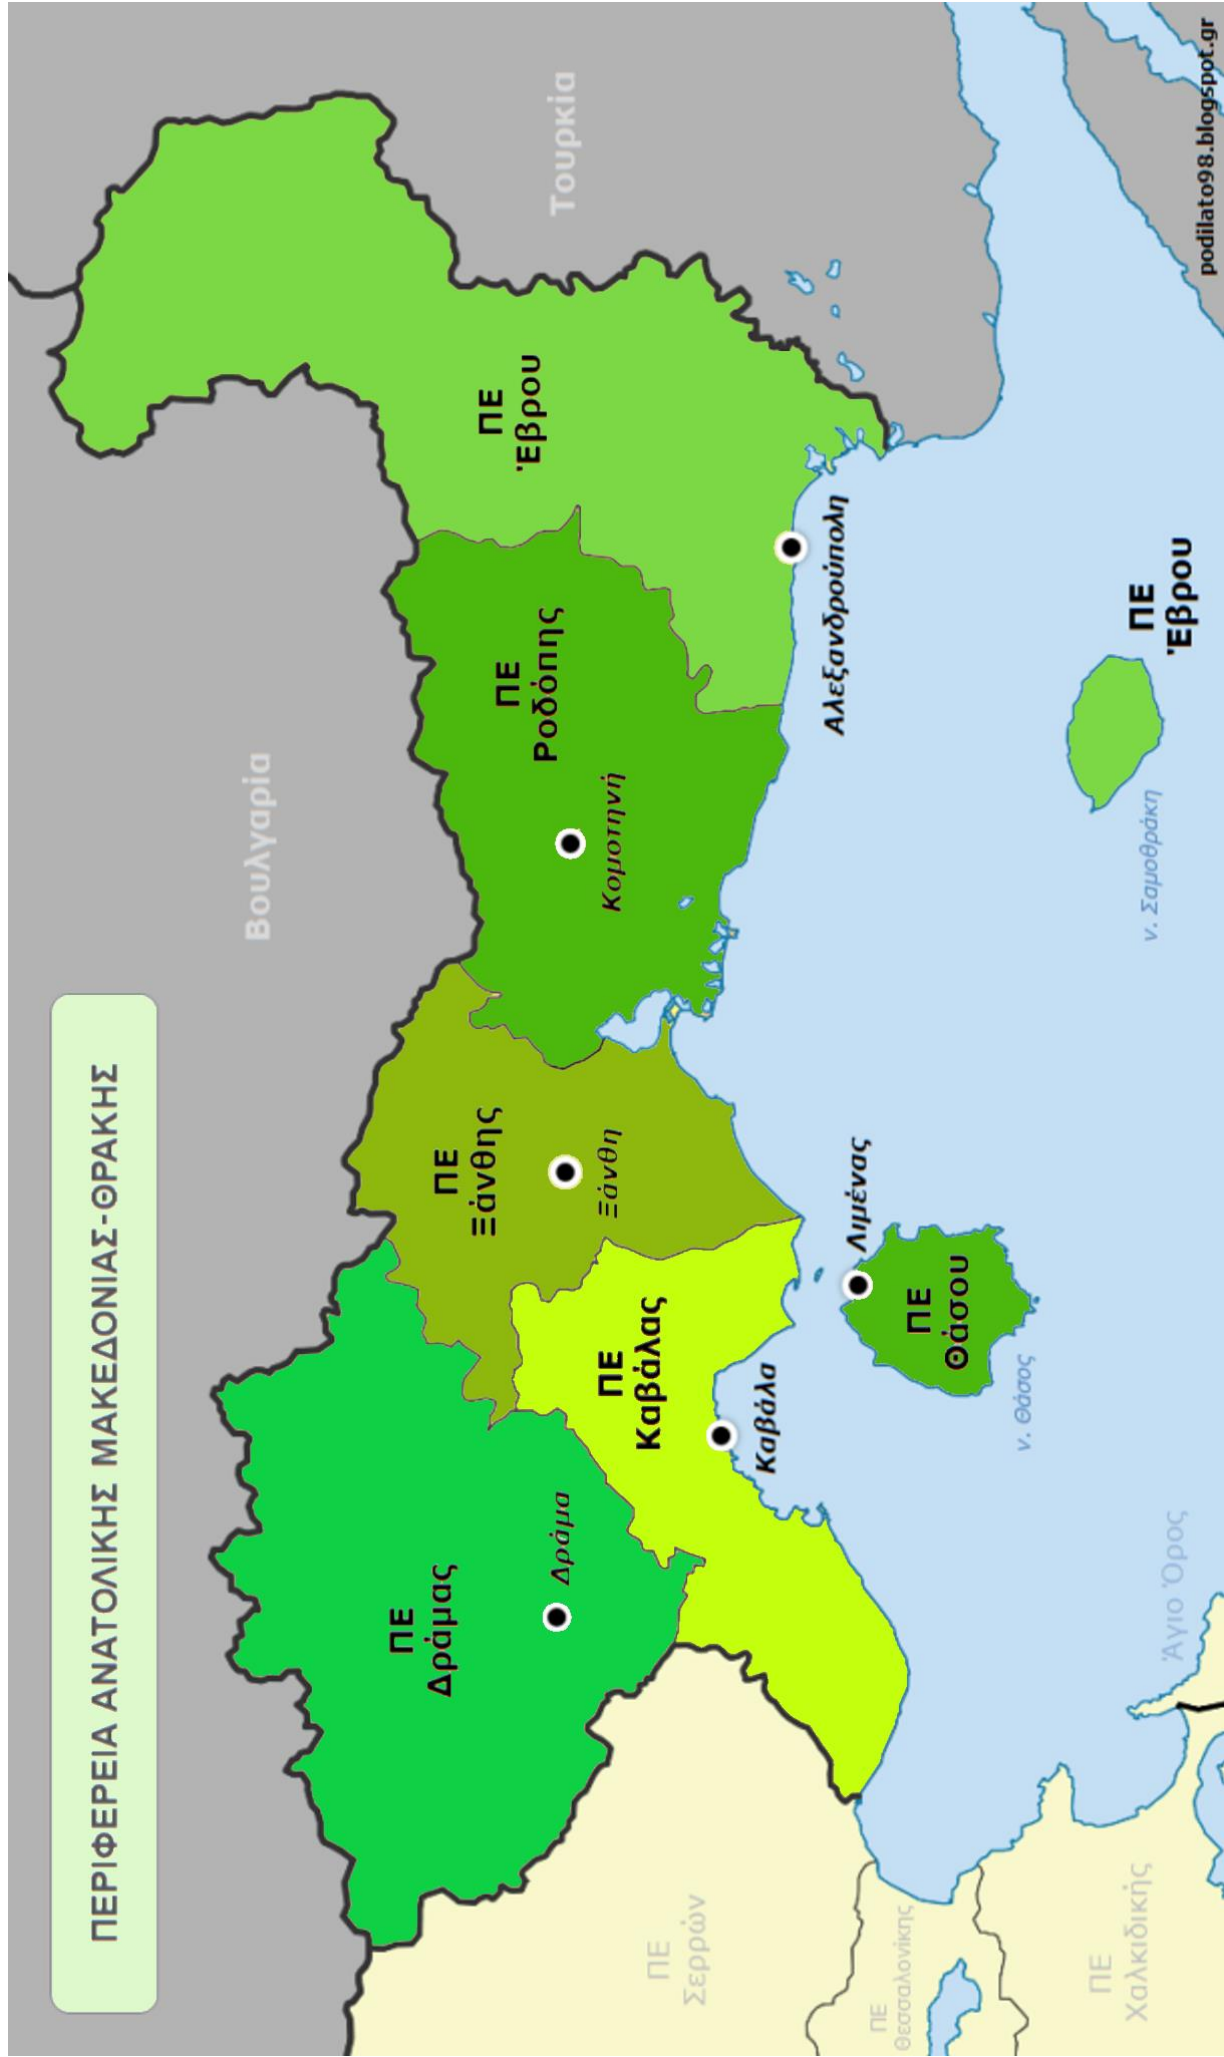 ΠΕΡΙΦΕΡΕΙΑ ΑΝΑΤΟΛΙΚΗΣ ΜΑΚΕΔΟΝΙΑΣ-ΘΡΑΚΗΣ
Βουλγαρία
Τουρκία
ΠΕ
Δράμας
Δράμα
ΠΕ
Ξάνθης
Ξάνθη
ΠΕ
Ροδόπης
Κομοτηνή
ΠΕ
Έβρου
Αλεξανδρούπολη
ΠΕ
Καβάλας
Καβάλα
Λιμένας
ΠΕ
Θάσου
ν. Θάσος
ΠΕ
Έβρου
ν. Σαμοθράκη
ΠΕ
Σερρών
ΠΕ
Θεσσαλονίκης
ΠΕ
Χαλκιδικής
Άγιο Όρος
podilato98.blogspot.gr